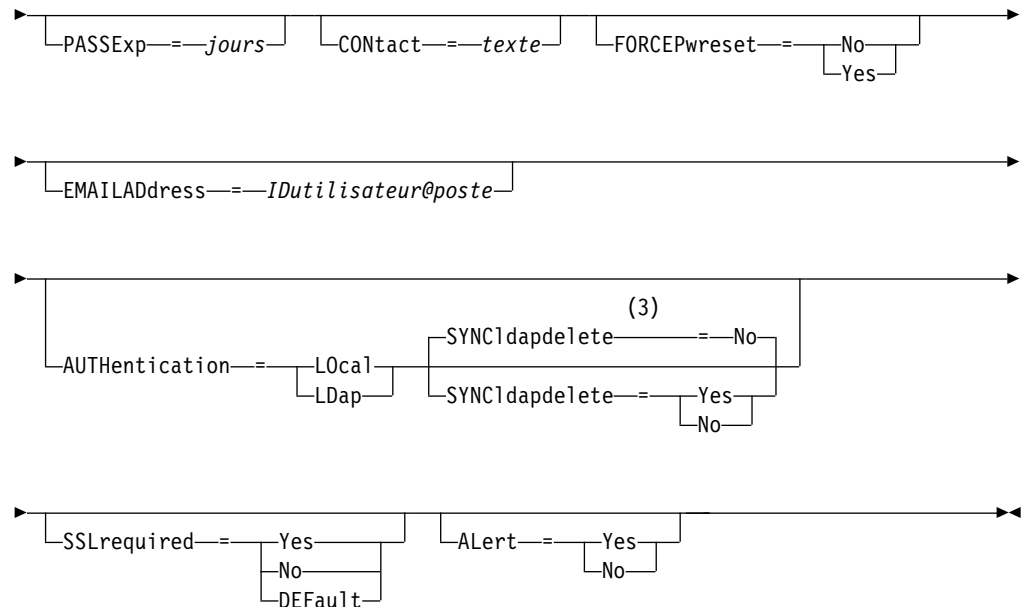 PASSExp = jours CONtact = texte FORCEPwreset = No
Yes
EMAILADdress = IDutilisateur@poste
(3)
SYNCldapdelete = No
AUTHentication = LOcal
LDap SYNCldapdelete = Yes
No
SSLrequired = Yes ALert = Yes
No No
DEFault